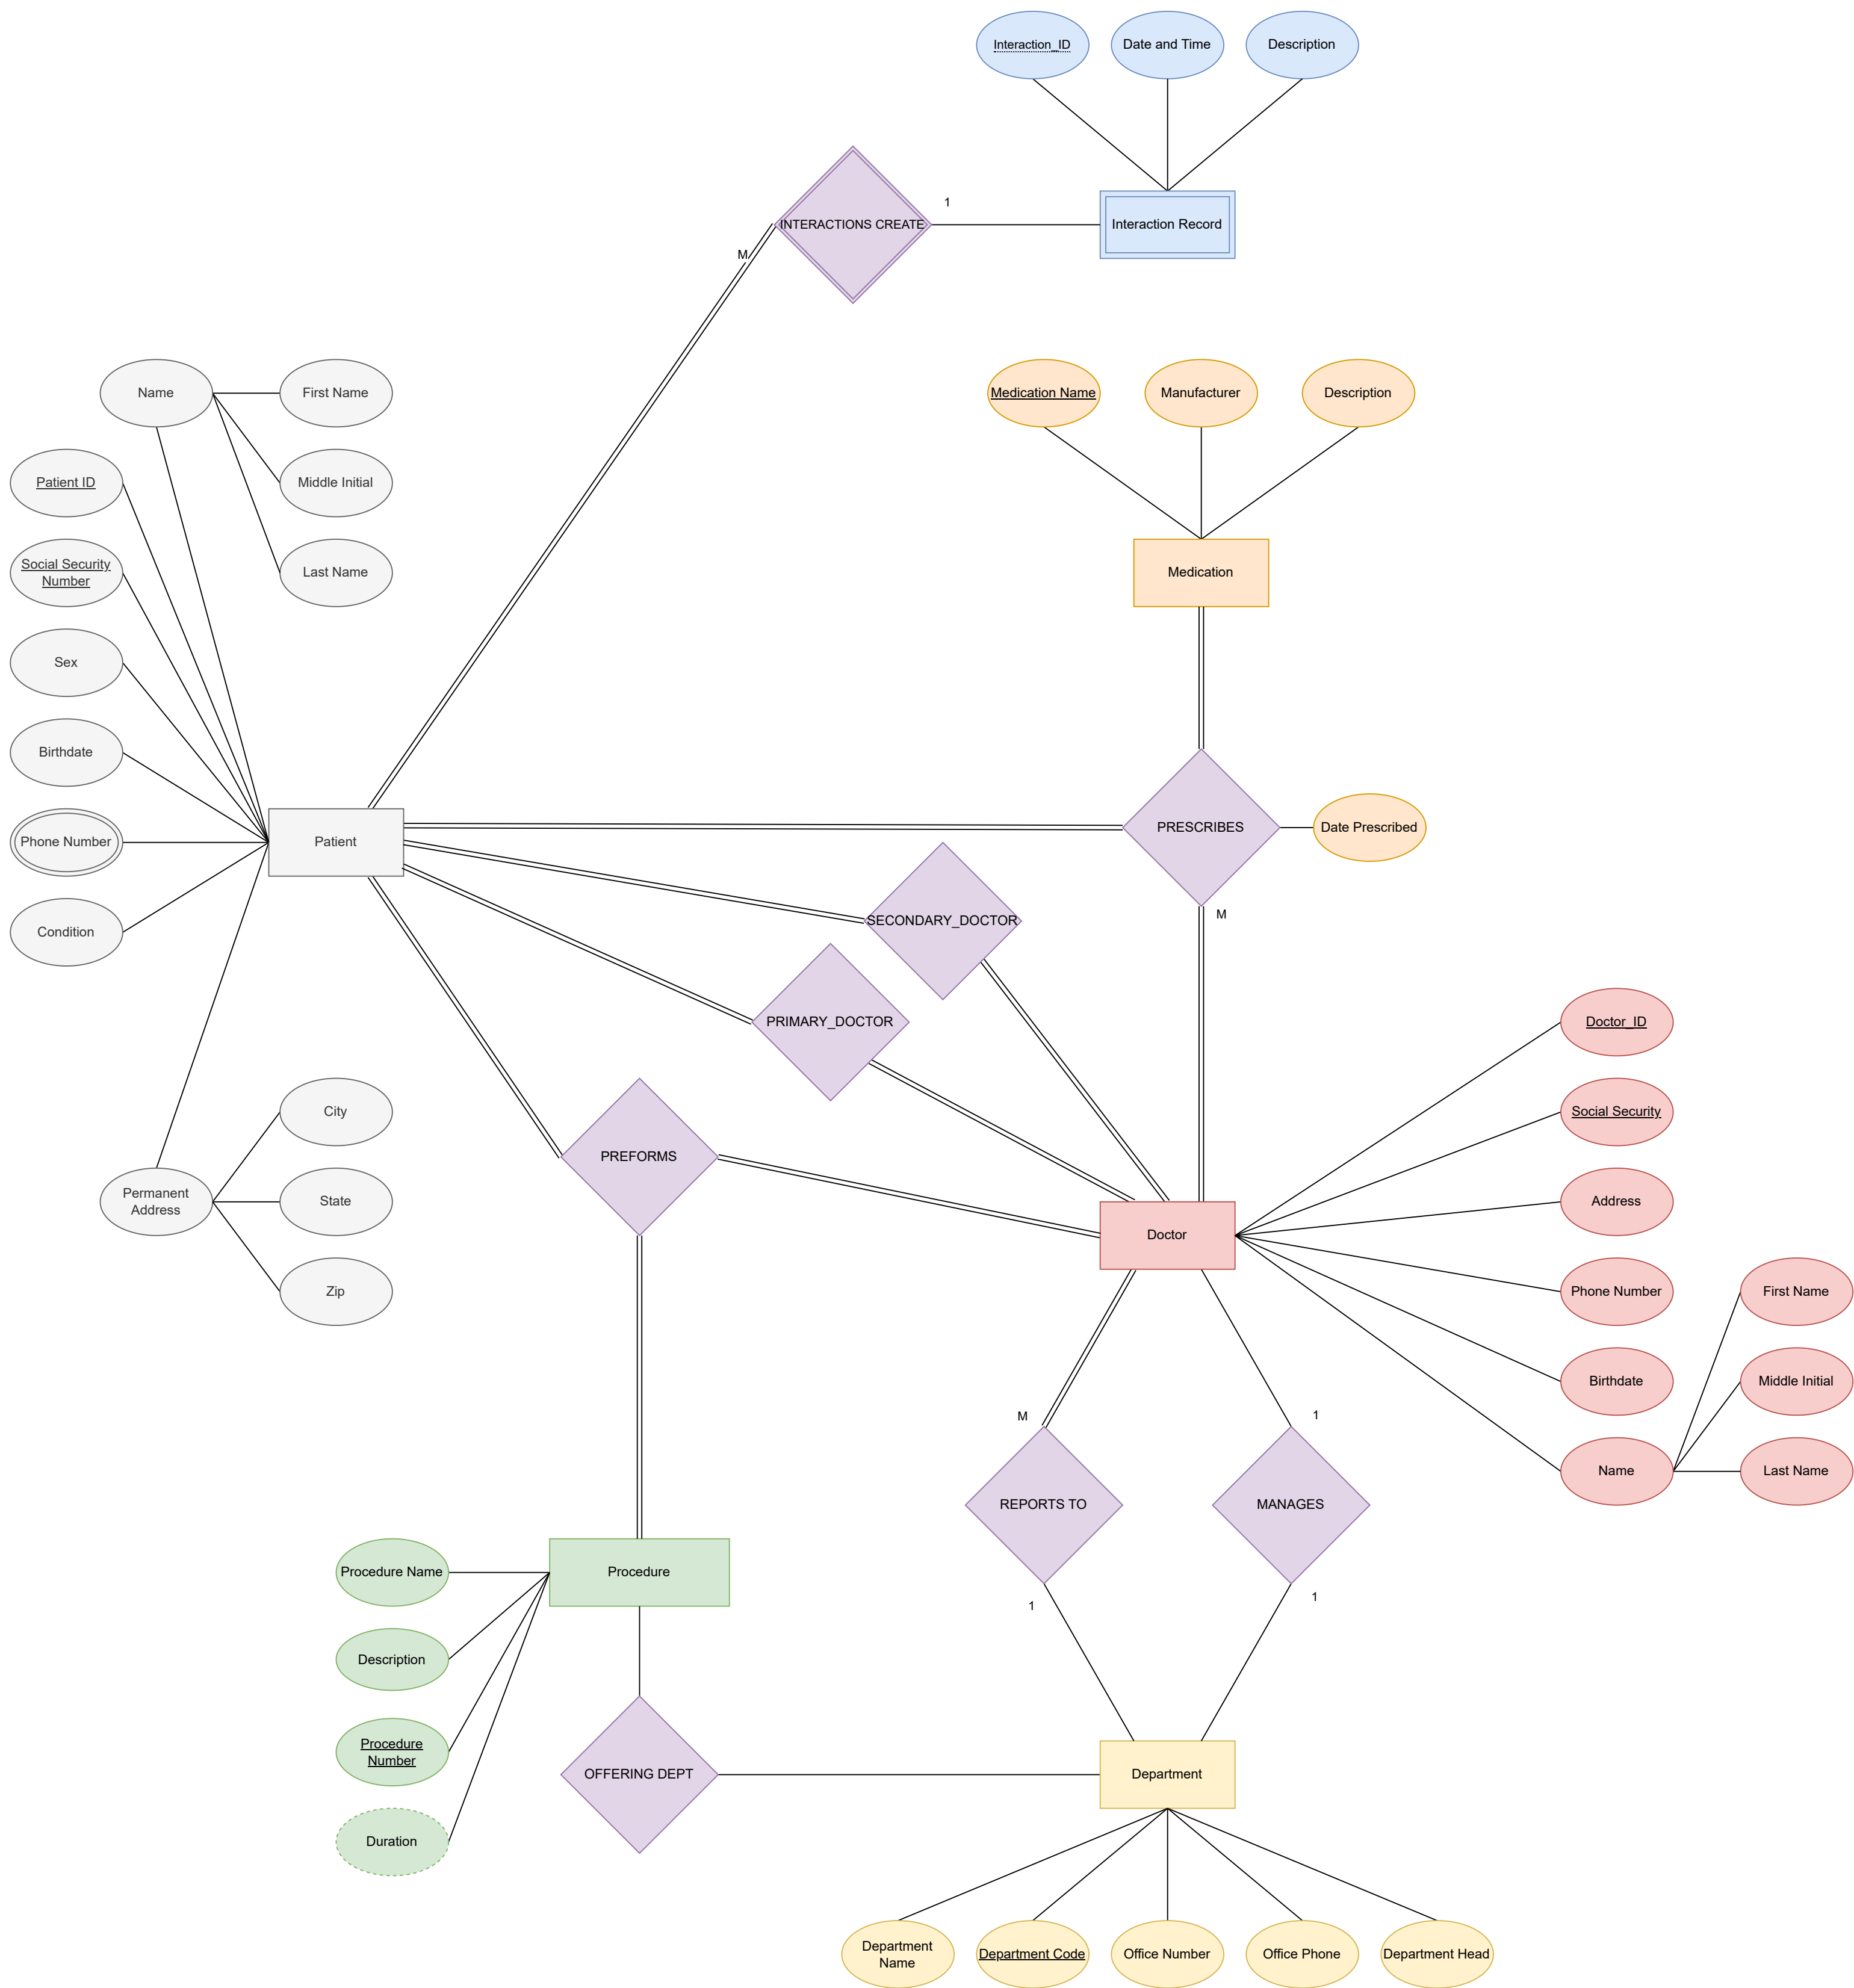 Interaction_ID
Date and Time
Description
INTERACTIONS CREATE
1
Interaction Record
M
Name
First Name
Medication Name
Manufacturer
Description
Patient ID
Middle Initial
Social Security
Number
Last Name
Medication
Sex
Birthdate
Phone Number
Patient
PRESCRIBES
Date Prescribed
M
SECONDARY_DOCTOR
Condition
PRIMARY_DOCTOR
Doctor_ID
City
Social Security
PREFORMS
Permanent
Address
State
Address
Doctor
Zip
Phone Number
First Name
Birthdate
Middle Initial
M
1
Name
Last Name
REPORTS TO
MANAGES
Procedure Name
Procedure
1
1
Description
Procedure
Number
OFFERING DEPT
Department
Duration
Department
Name
Department Code
Office Number
Office Phone
Department Head